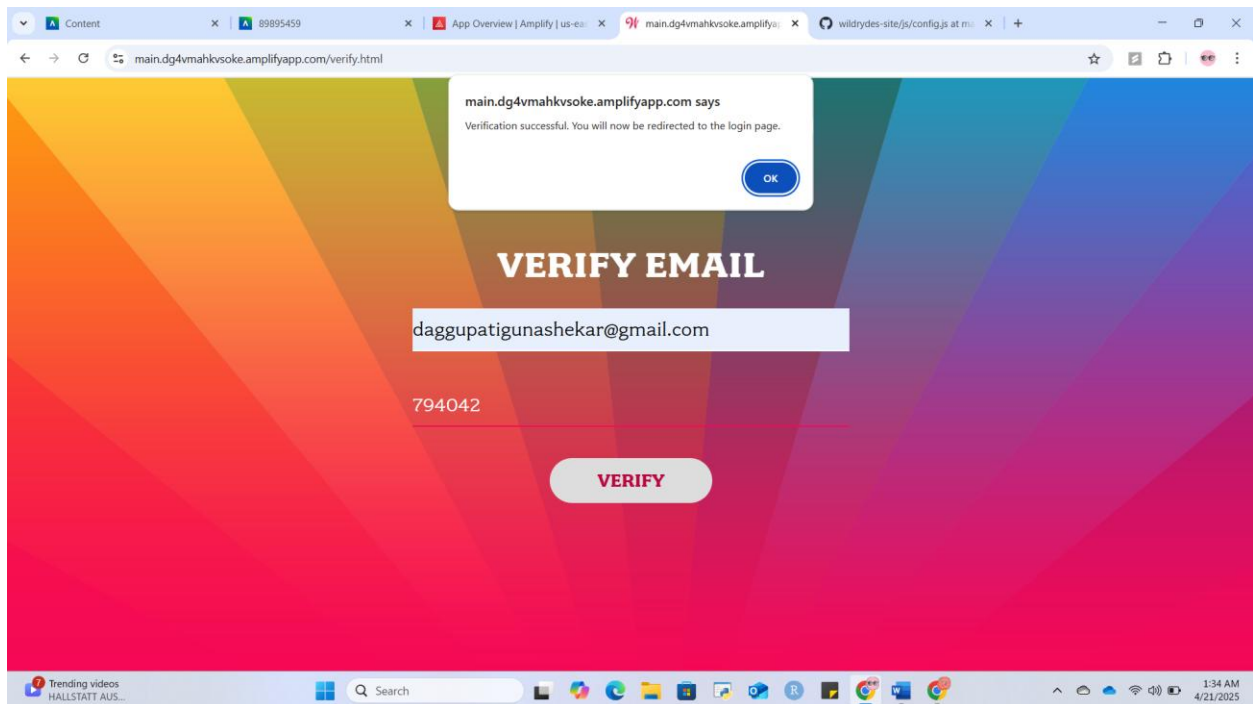 Content
89895459
App Overview | Amplify | us-ea
main.dg4vmahkvsoke.amplifyap
wildrydes-site/js/config.js at ma
main.dg4vmahkvsoke.amplifyapp.com/verify.html
main.dg4vmahkvsoke.amplifyapp.com says
Verification successful. You will now be redirected to the login page.
OK
VERIFY EMAIL
daggupatigunashekar@gmail.com
794042
VERIFY
7
Trending videos
HALLSTATT AUS...
Search
1:34 AM
4/21/2025